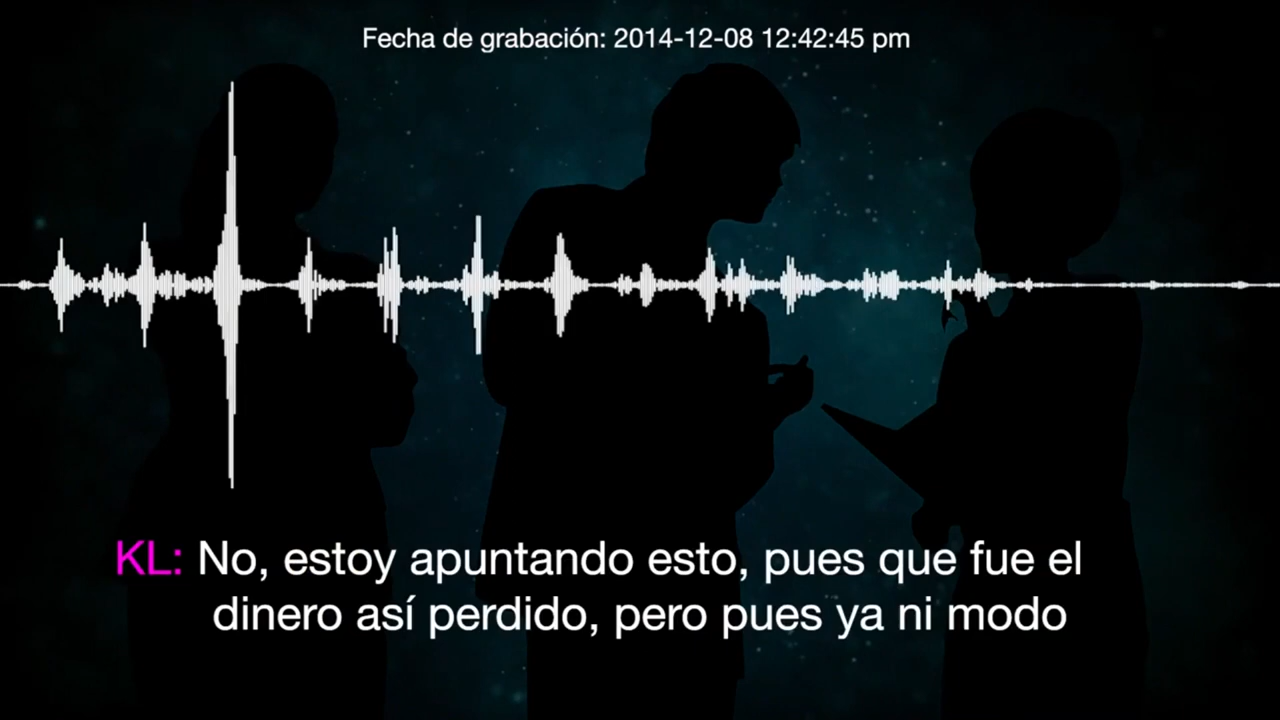 Fecha de grabación: 2014-12-08 12:42:45 pm
KL: No, estoy apuntando esto, pues que fue el
dinero así perdido, pero pues ya ni modo